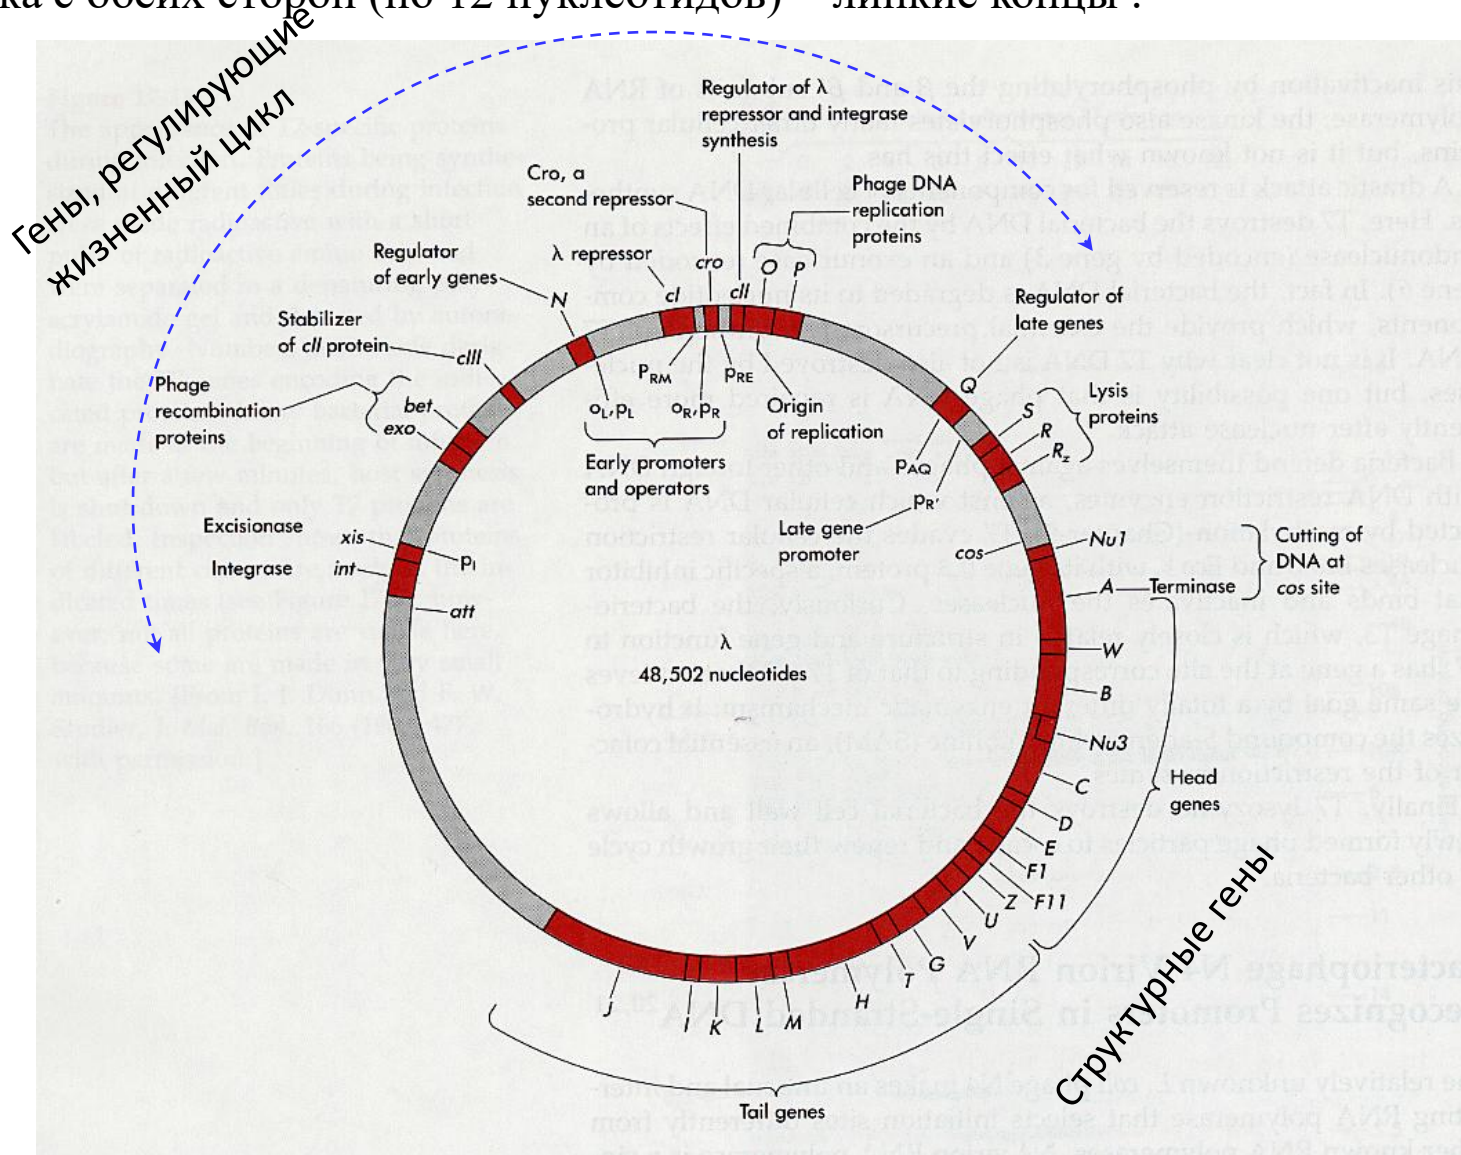 ка с обеих сторон (по 12 нуклеотидов) – липкие концы .
Гены, регулирующие
жизненный цикл
Regulator of λ
repressor and integrase
synthesis
Cro, a
second repressor
Phage DNA
replication
proteins
λ repressor
Regulator
of early genes
Stabilizer
of cII protein
Phage
recombination
proteins
N
cI
cro
cII
O
P
cIII
bet
exo
Regulator of
late genes
Q
S
R
Rz
Lysis
proteins
pRM
pRE
oL,pL
oR,pR
Origin
of replication
Early promoters
and operators
pAQ
pR'
Late gene
promoter
Excisionase
xis
Integrase
int
pI
att
cos
Nu1
A
Terminase
Cutting of
DNA at
cos site
λ
48,502 nucleotides
W
B
Nu3
C
D
E
F1
F11
Z
U
V
G
T
H
M
L
K
I
J
Head
genes
Tail genes
Структурные гены